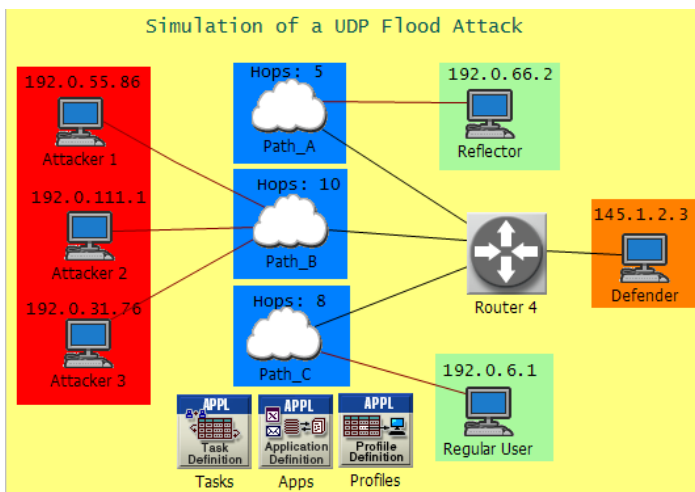 Simulation of a UDP Flood Attack
192.0.55.86
Attacker 1
192.0.111.1
Attacker 2
192.0.31.76
Attacker 3
Hops: 5
Path_A
Hops: 10
Path_B
Hops: 8
Path_C
192.0.66.2
Reflector
Router 4
145.1.2.3
Defender
192.0.6.1
Regular User
APPL
Task
Definition
Tasks
APPL
Application
Definition
Apps
APPL
Profile
Definition
Profiles